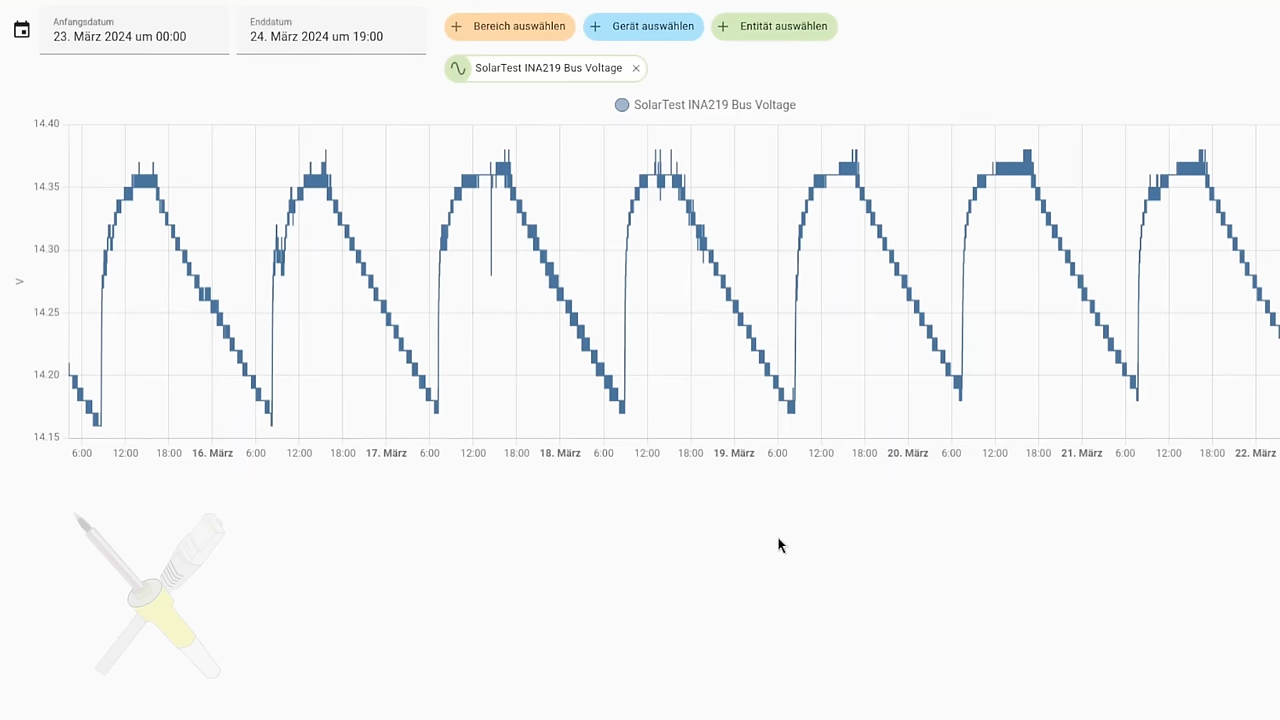 Anfangsdatum
23. März 2024 um 00:00
Enddatum
24. März 2024 um 19:00
+ Bereich auswählen
+ Gerät auswählen
+ Entität auswählen
SolarTest INA219 Bus Voltage ×
SolarTest INA219 Bus Voltage
14.40
14.35
14.30
14.25
14.20
14.15
V
6:00 12:00 18:00 16. März 6:00 12:00 18:00 17. März 6:00 12:00 18:00 18. März 6:00 12:00 18:00 19. März 6:00 12:00 18:00 20. März 6:00 12:00 18:00 21. März 6:00 12:00 18:00 22. März